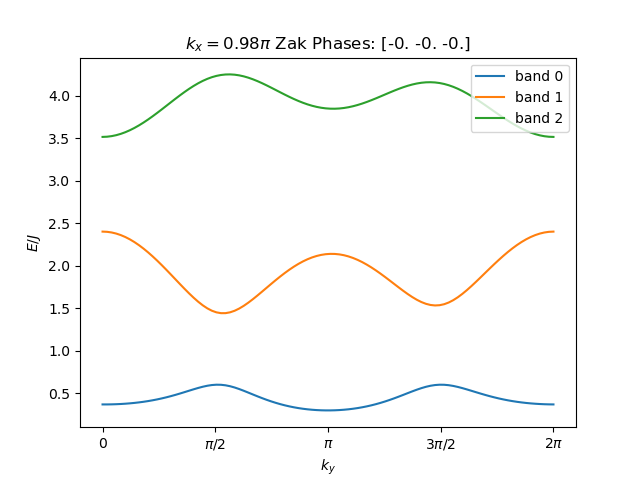 kₓ = 0.98π Zak Phases: [-0. -0. -0.]
band 0
band 1
band 2
4.0
3.5
3.0
2.5
2.0
1.5
1.0
0.5
E/J
0 π/2 π 3π/2 2π
k_y